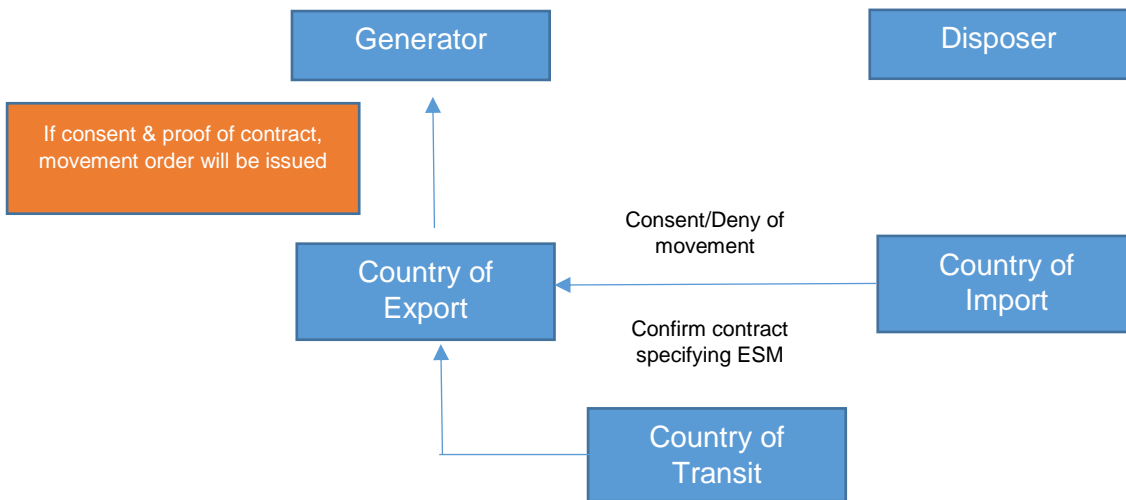 Generator
Disposer
If consent & proof of contract,
movement order will be issued
Consent/Deny of
movement
Country of
Export
Country of
Import
Confirm contract
specifying ESM
Country of
Transit